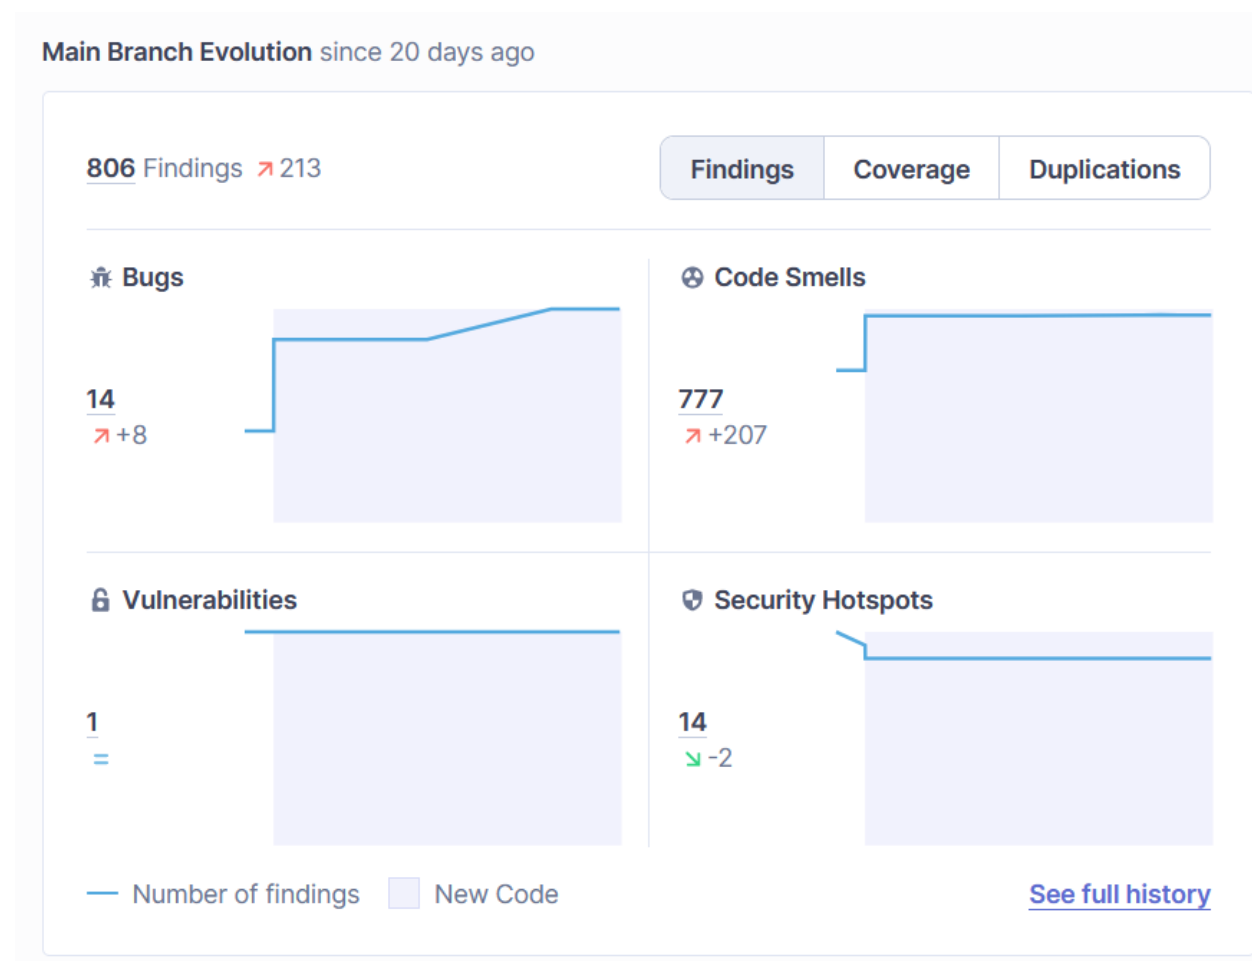 Main Branch Evolution since 20 days ago
806 Findings 213
Findings Coverage Duplications
Bugs
14
+8
Code Smells
777
+207
Vulnerabilities
1
=
Security Hotspots
14
-2
Number of findings New Code
See full history